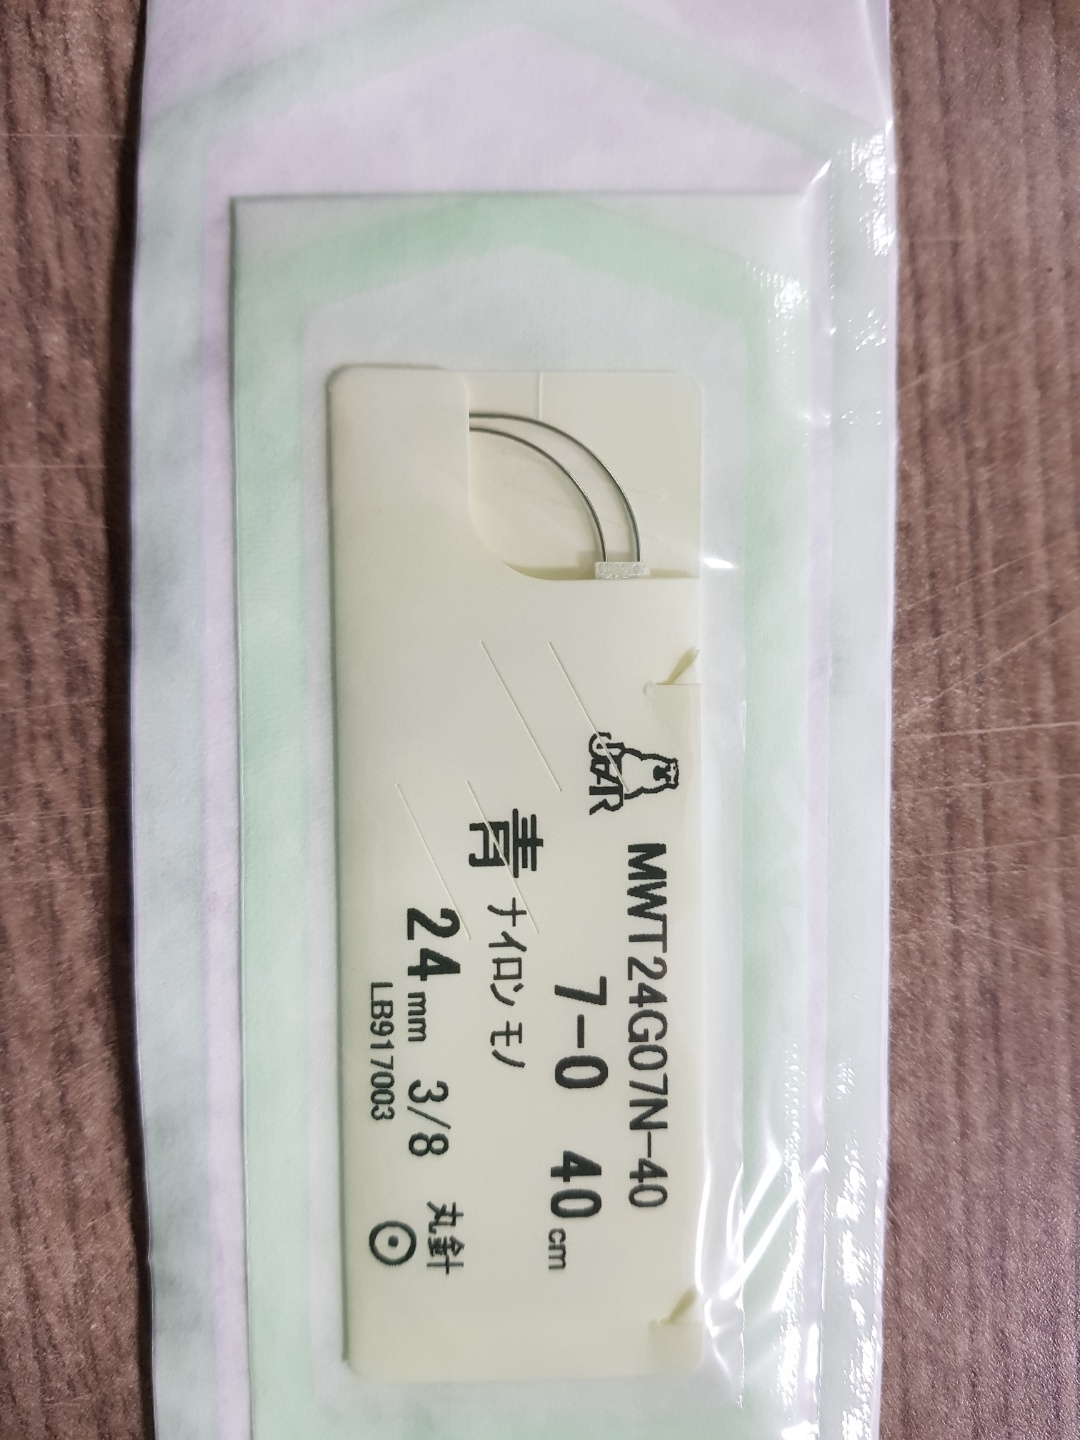 BEAR
MWT24G07N-40
7-0 40cm
青 ナイロン モノ
24mm 3/8 丸針
LB917003